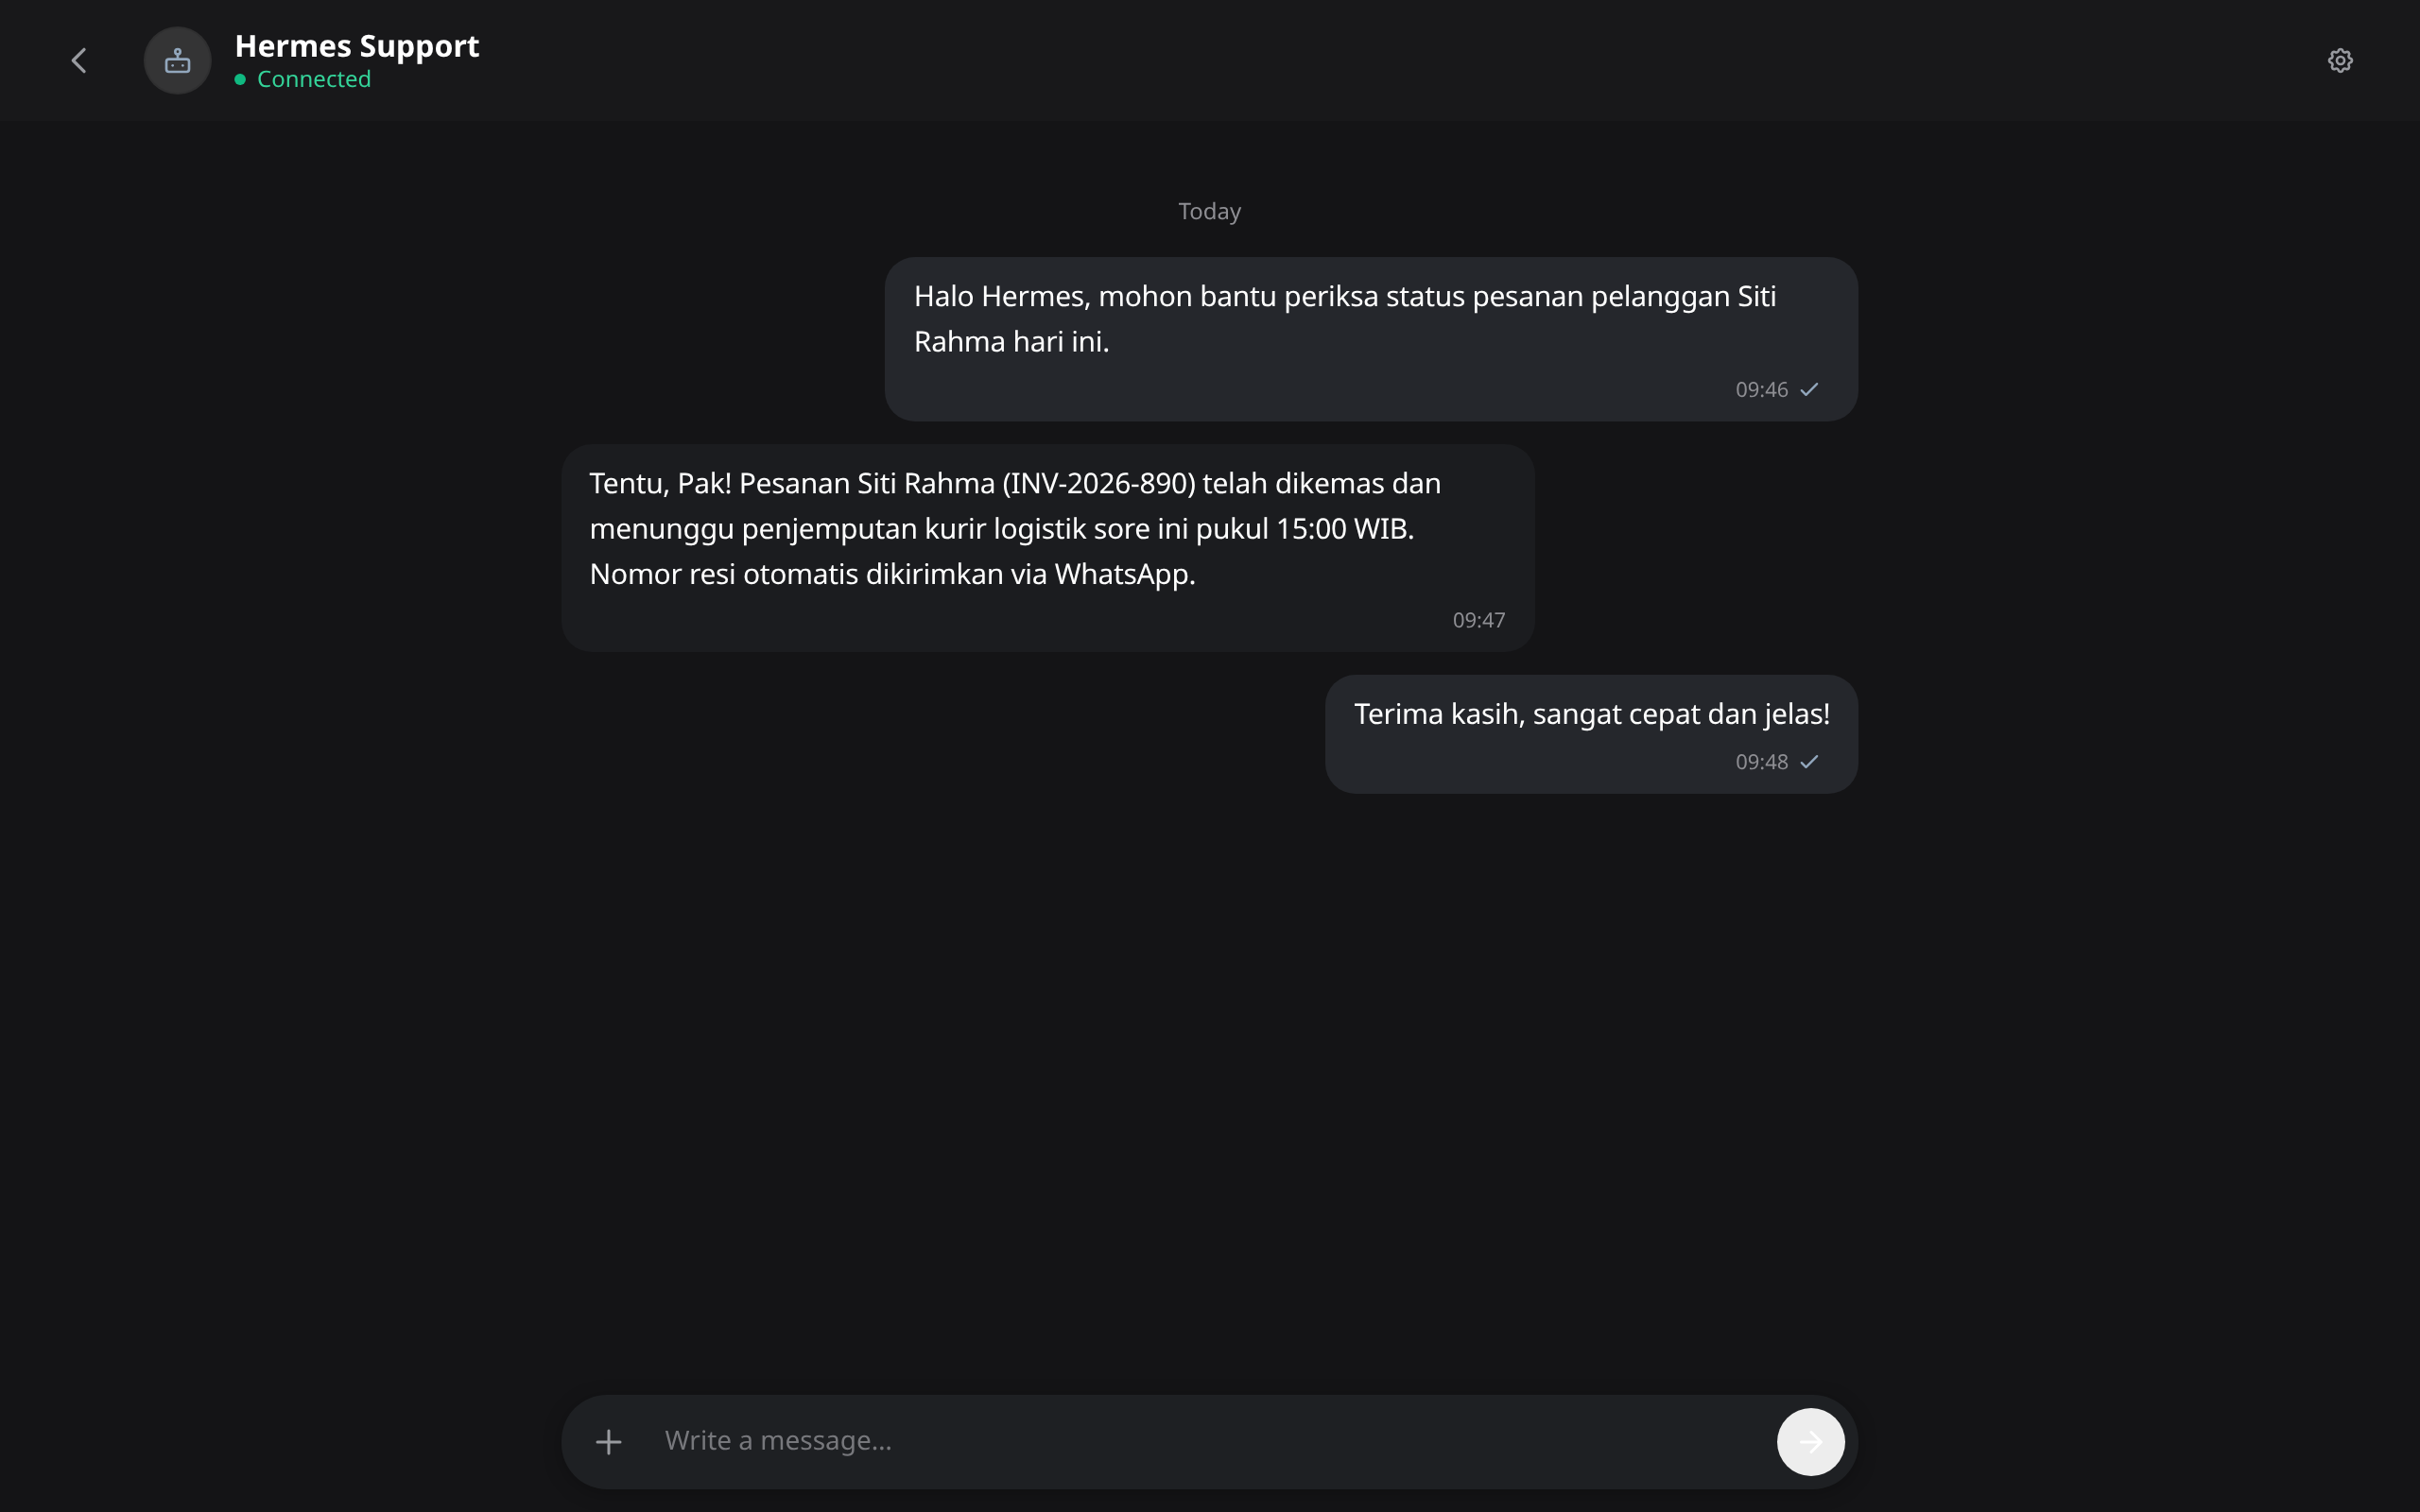 Hermes Support
Connected
Today
Halo Hermes, mohon bantu periksa status pesanan pelanggan Siti
Rahma hari ini.
09:46
Tentu, Pak! Pesanan Siti Rahma (INV-2026-890) telah dikemas dan
menunggu penjemputan kurir logistik sore ini pukul 15:00 WIB.
Nomor resi otomatis dikirimkan via WhatsApp.
09:47
Terima kasih, sangat cepat dan jelas!
09:48
Write a message...